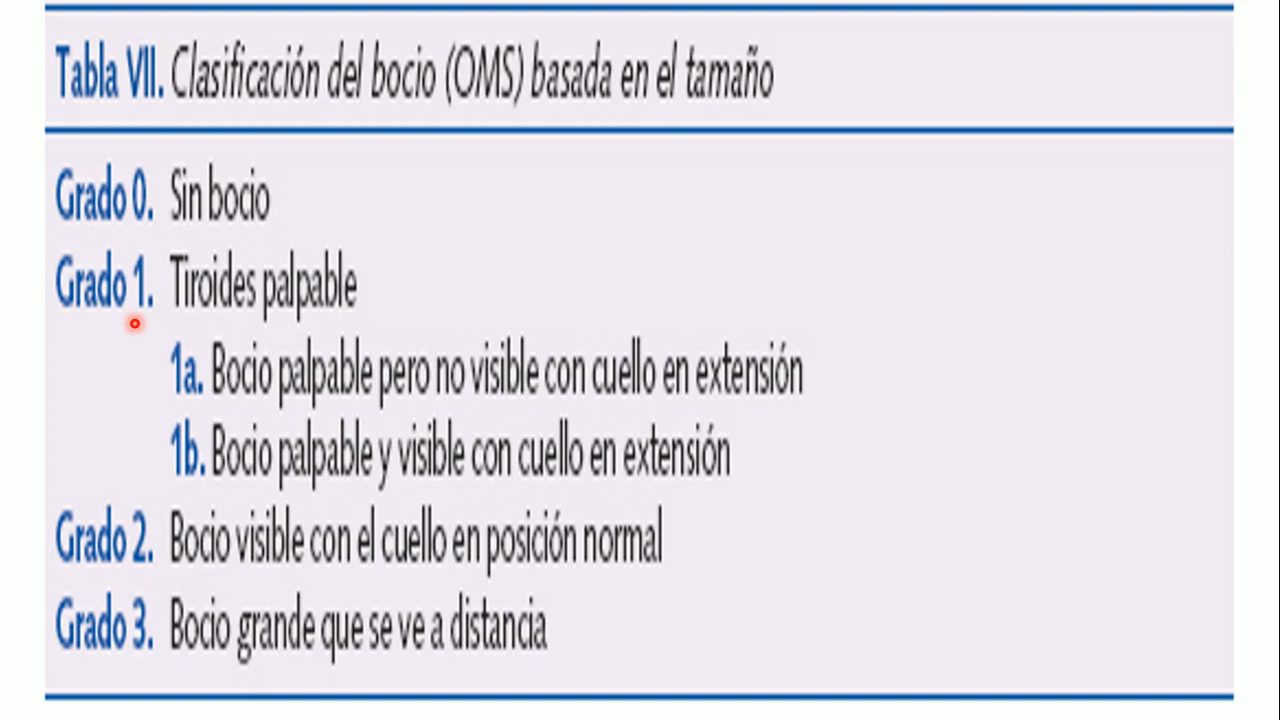 Tabla VII. Clasificación del bocio (OMS) basada en el tamaño
Grado 0. Sin bocio
Grado 1. Tiroides palpable
1a. Bocio palpable pero no visible con cuello en extensión
1b. Bocio palpable y visible con cuello en extensión
Grado 2. Bocio visible con el cuello en posición normal
Grado 3. Bocio grande que se ve a distancia